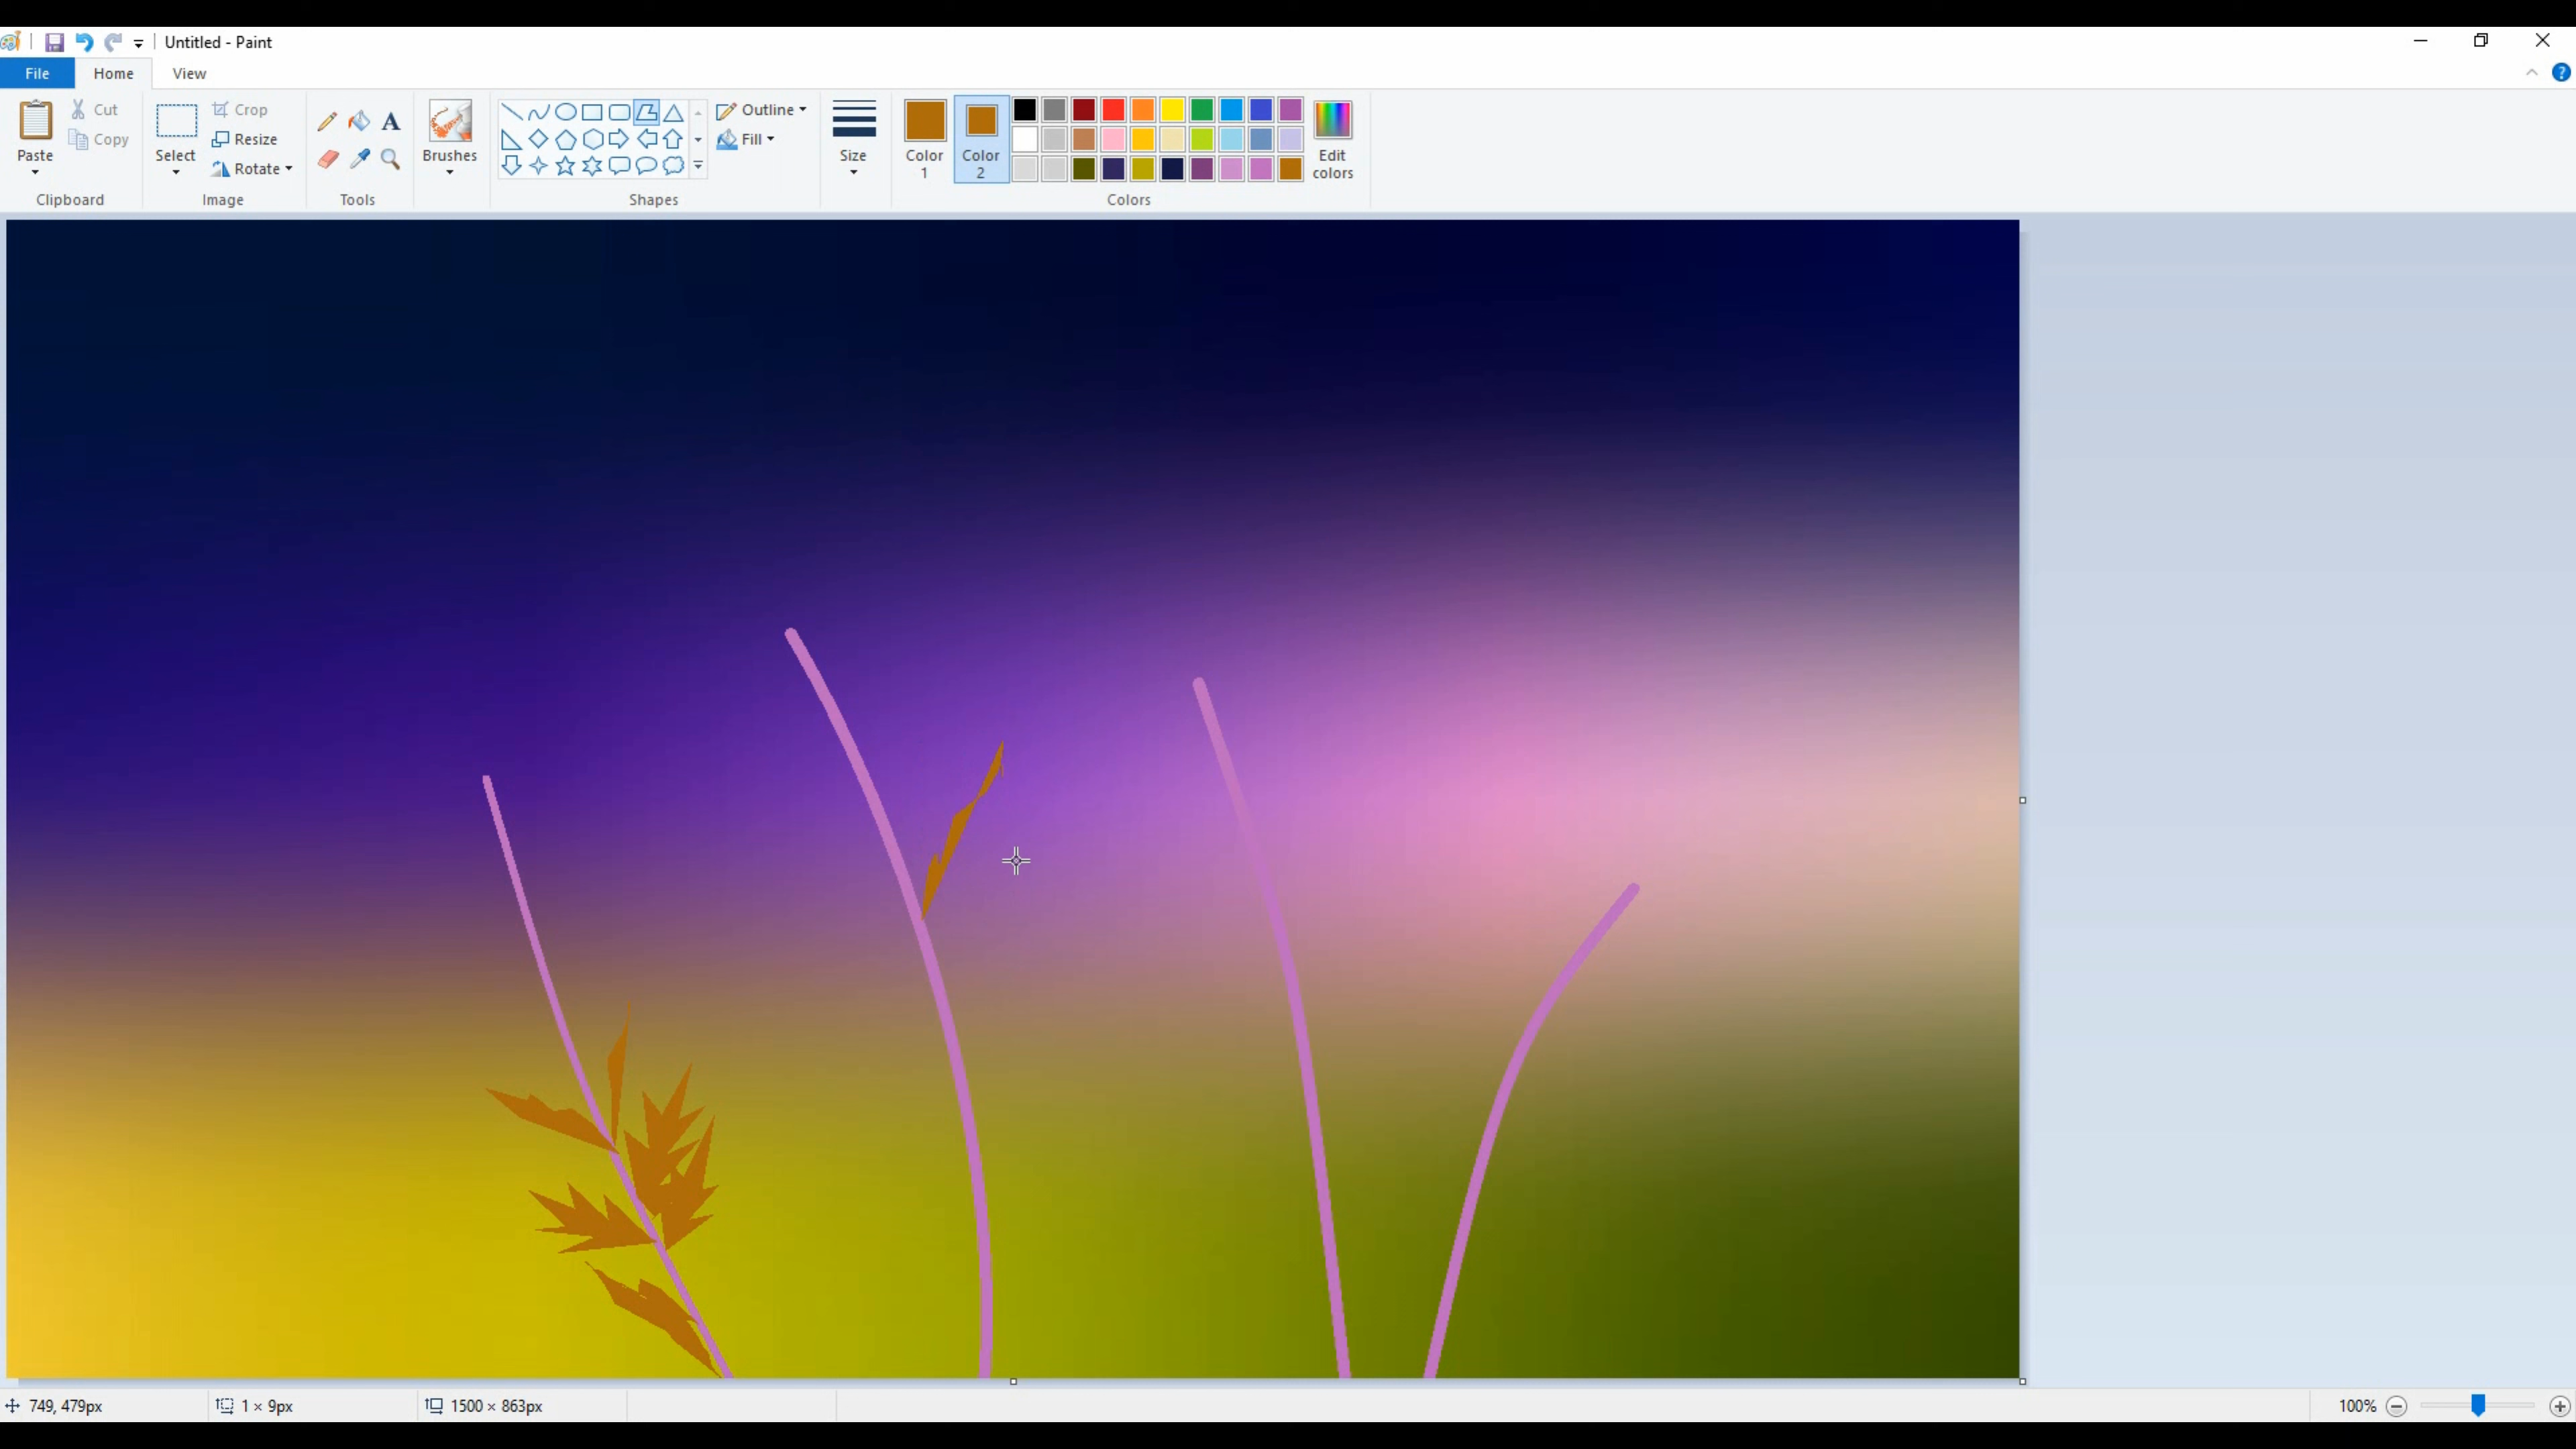 Untitled - Paint
File Home View
Paste Cut Copy Select Crop Resize Rotate A Brushes Outline Fill Size Color 1 Color 2 Edit colors
Clipboard Image Tools Shapes Colors
749, 479px 1 × 9px 1500 × 863px 100%